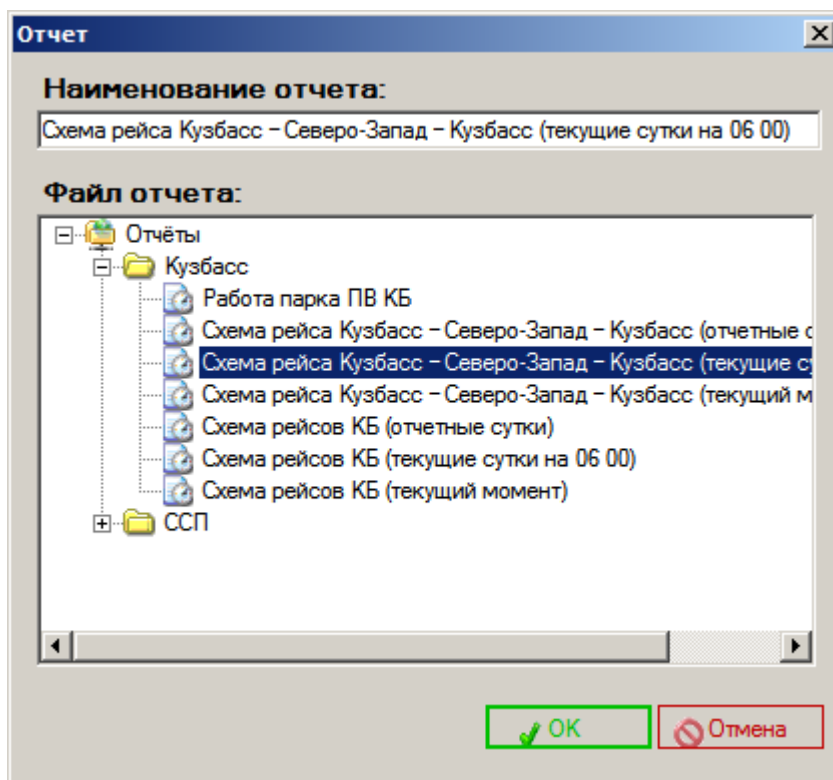 Отчет
Наименование отчета:
Схема рейса Кузбасс – Северо-Запад – Кузбасс (текущие сутки на 06 00)
Файл отчета:
Отчёты
Кузбасс
Работа парка ПВ КБ
Схема рейса Кузбасс – Северо-Запад – Кузбасс (отчетные
Схема рейса Кузбасс – Северо-Запад – Кузбасс (текущие
Схема рейса Кузбасс – Северо-Запад – Кузбасс (текущий
Схема рейсов КБ (отчетные сутки)
Схема рейсов КБ (текущие сутки на 06 00)
Схема рейсов КБ (текущий момент)
ССП
OK
Отмена